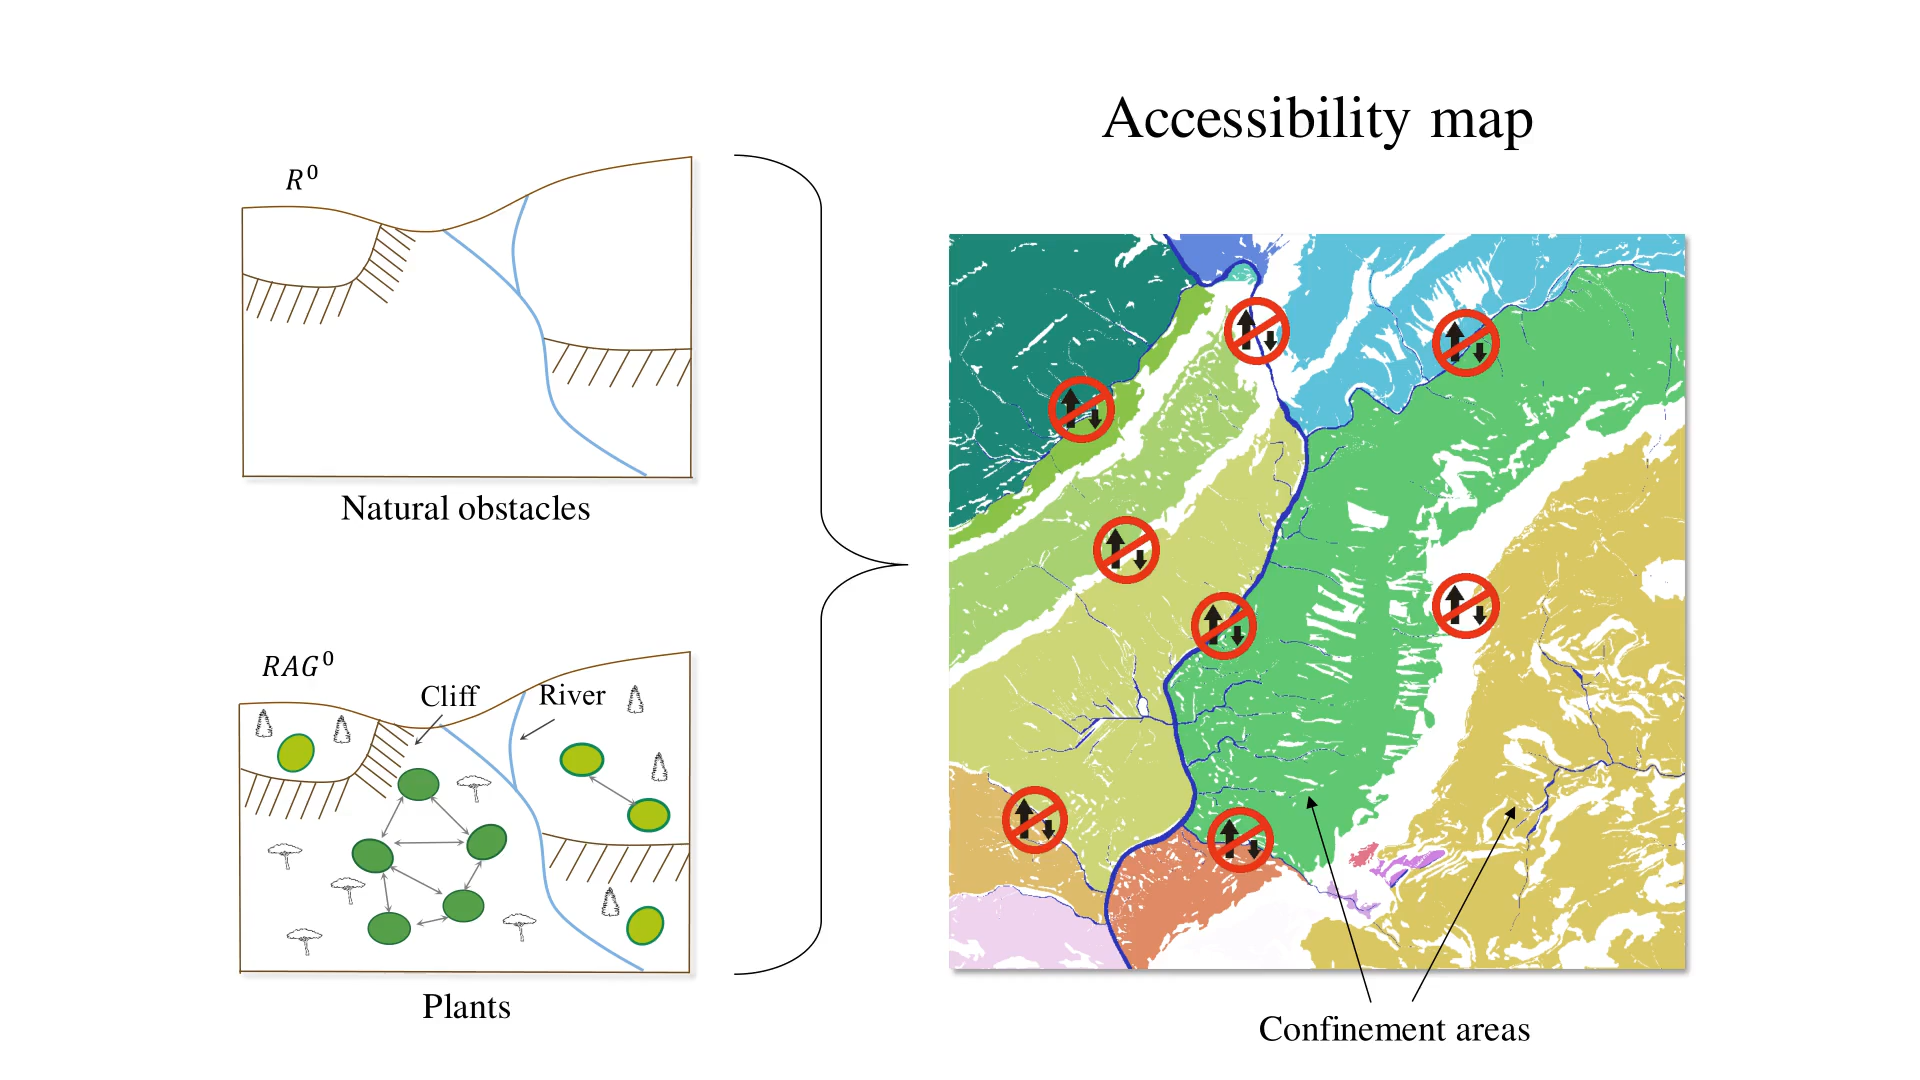 Accessibility map
R⁰
Natural obstacles
RAG⁰
Cliff
River
Plants
Confinement areas